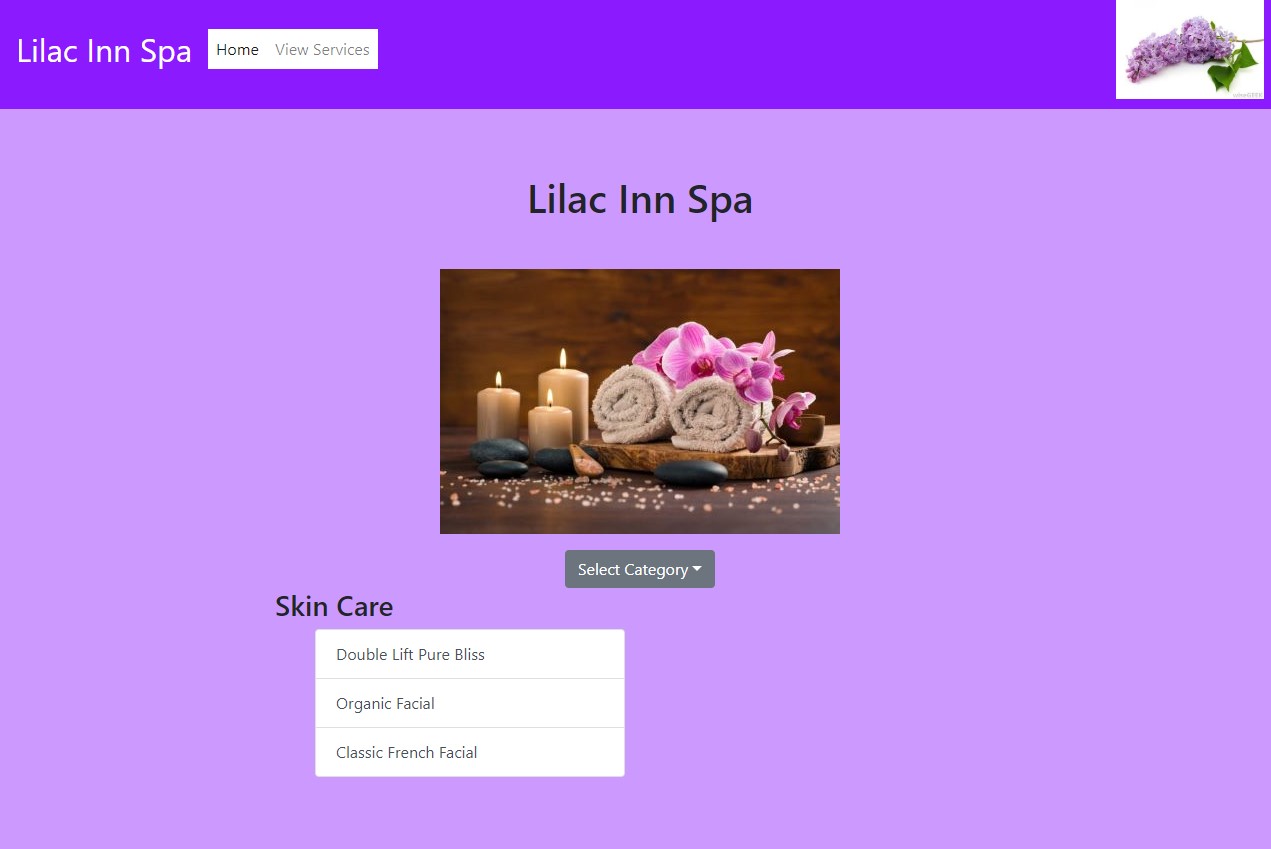 Lilac Inn Spa
Home View Services
Lilac Inn Spa
Select Category
Skin Care
Double Lift Pure Bliss
Organic Facial
Classic French Facial